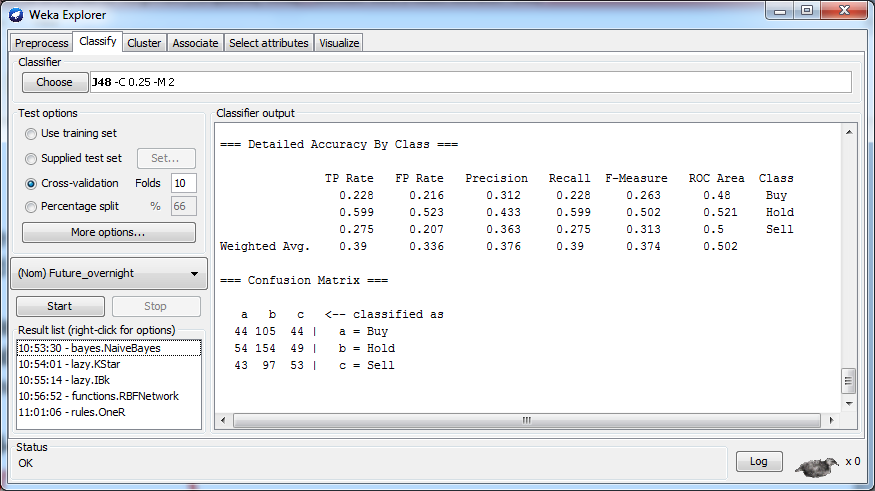 Weka Explorer
Preprocess Classify Cluster Associate Select attributes Visualize
Classifier
Choose J48 -C 0.25 -M 2
Test options
Use training set
Supplied test set Set...
Cross-validation Folds 10
Percentage split % 66
More options...
(Nom) Future_overnight
Start Stop
Result list (right-click for options)
10:53:30 - bayes.NaiveBayes
10:54:01 - lazy.KStar
10:55:14 - lazy.IBk
10:56:52 - functions.RBFNetwork
11:01:06 - rules.OneR
Classifier output
=== Detailed Accuracy By Class ===
TP Rate FP Rate Precision Recall F-Measure ROC Area Class
0.228 0.216 0.312 0.228 0.263 0.48 Buy
0.599 0.523 0.433 0.599 0.502 0.521 Hold
0.275 0.207 0.363 0.275 0.313 0.5 Sell
Weighted Avg. 0.39 0.336 0.376 0.39 0.374 0.502
=== Confusion Matrix ===
a b c <-- classified as
44 105 44 | a = Buy
54 154 49 | b = Hold
43 97 53 | c = Sell
Status
OK
Log x 0